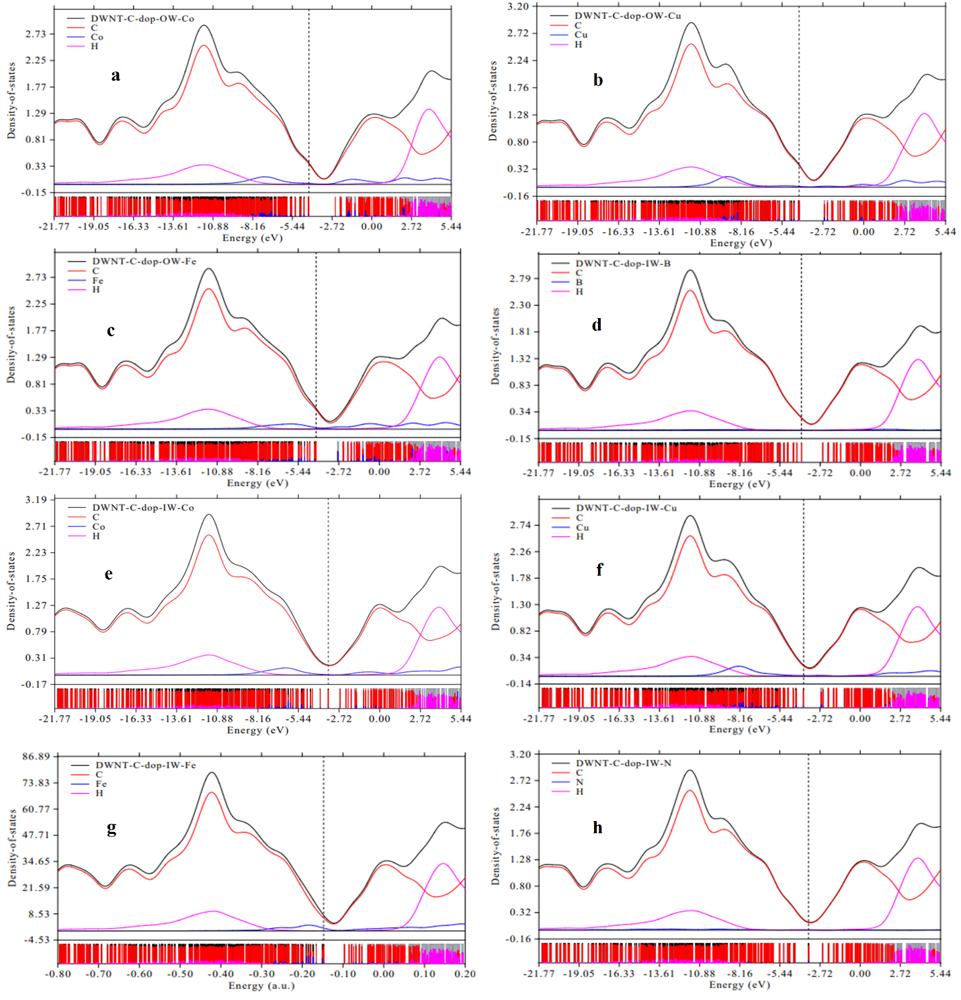 DWNT-C-dop-OW-Co
C
Co
H
a
Density-of-states
2.73
2.25
1.77
1.29
0.81
0.33
-0.15
-21.77 -19.05 -16.33 -13.61 -10.88 -8.16 -5.44 -2.72 0.00 2.72 5.44
Energy (eV)
DWNT-C-dop-OW-Cu
C
Cu
H
b
Density-of-states
3.20
2.72
2.24
1.76
1.28
0.80
0.32
-0.16
-21.77 -19.05 -16.33 -13.61 -10.88 -8.16 -5.44 -2.72 0.00 2.72 5.44
Energy (eV)
DWNT-C-dop-OW-Fe
C
Fe
H
c
Density-of-states
2.73
2.25
1.77
1.29
0.81
0.33
-0.15
-21.77 -19.05 -16.33 -13.61 -10.88 -8.16 -5.44 -2.72 0.00 2.72 5.44
Energy (eV)
DWNT-C-dop-IW-B
C
B
H
d
Density-of-states
2.79
2.30
1.81
1.32
0.83
0.34
-0.15
-21.77 -19.05 -16.33 -13.61 -10.88 -8.16 -5.44 -2.72 0.00 2.72 5.44
Energy (eV)
DWNT-C-dop-IW-Co
C
Co
H
e
Density-of-states
3.19
2.71
2.23
1.75
1.27
0.79
0.31
-0.17
-21.77 -19.05 -16.33 -13.61 -10.88 -8.16 -5.44 -2.72 0.00 2.72 5.44
Energy (eV)
DWNT-C-dop-IW-Cu
C
Cu
H
f
Density-of-states
2.74
2.26
1.78
1.30
0.82
0.34
-0.14
-21.77 -19.05 -16.33 -13.61 -10.88 -8.16 -5.44 -2.72 0.00 2.72 5.44
Energy (eV)
DWNT-C-dop-IW-Fe
C
Fe
H
g
Density-of-states
86.89
73.83
60.77
47.71
34.65
21.59
8.53
-4.53
-0.80 -0.70 -0.60 -0.50 -0.40 -0.30 -0.20 -0.10 0.00 0.10 0.20
Energy (a.u.)
DWNT-C-dop-IW-N
C
N
H
h
Density-of-states
3.20
2.72
2.24
1.76
1.28
0.80
0.32
-0.16
-21.77 -19.05 -16.33 -13.61 -10.88 -8.16 -5.44 -2.72 0.00 2.72 5.44
Energy (eV)